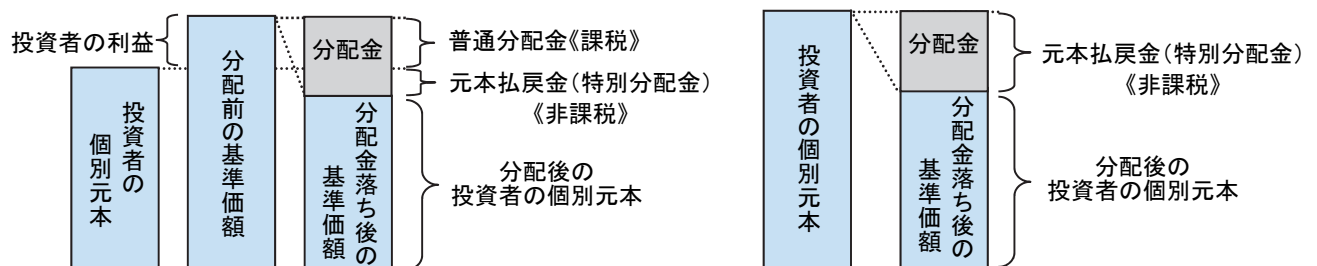 投資者の利益
投資者の
個別元本
分配前の基準価額
分配金
分配金落ち後の
基準価額
普通分配金《課税》
元本払戻金（特別分配金）
《非課税》
分配後の
投資者の個別元本
投資者の個別元本
分配金
分配金落ち後の
基準価額
元本払戻金（特別分配金）
《非課税》
分配後の
投資者の個別元本